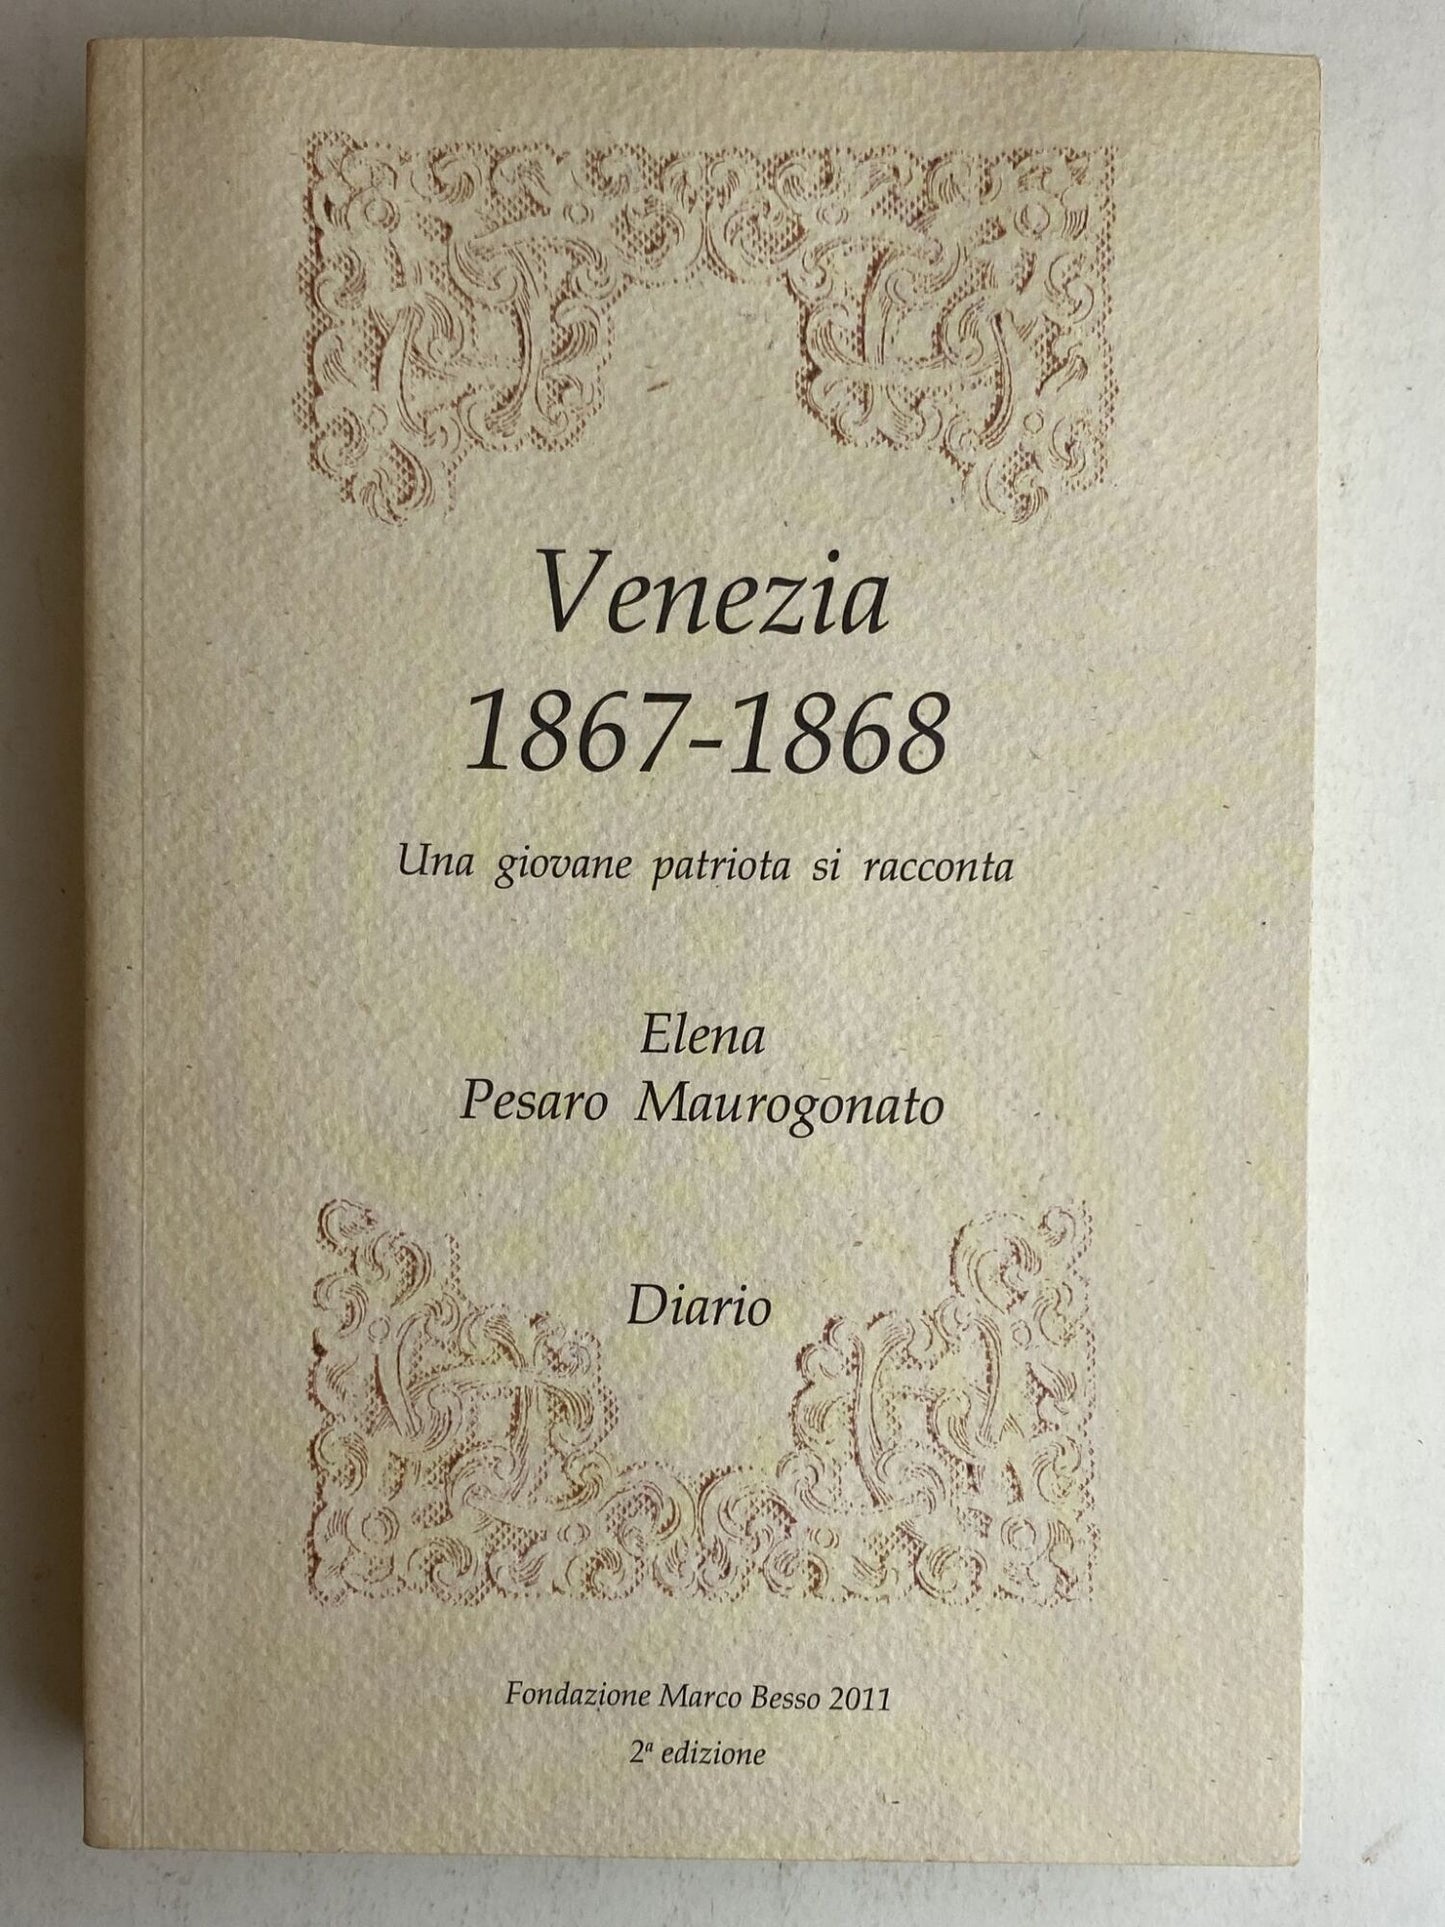 Venezia
1867-1868
Una giovane patriota si racconta
Elena
Pesaro Maurogonato
Diario
Fondazione Marco Besso 2011
2ª edizione